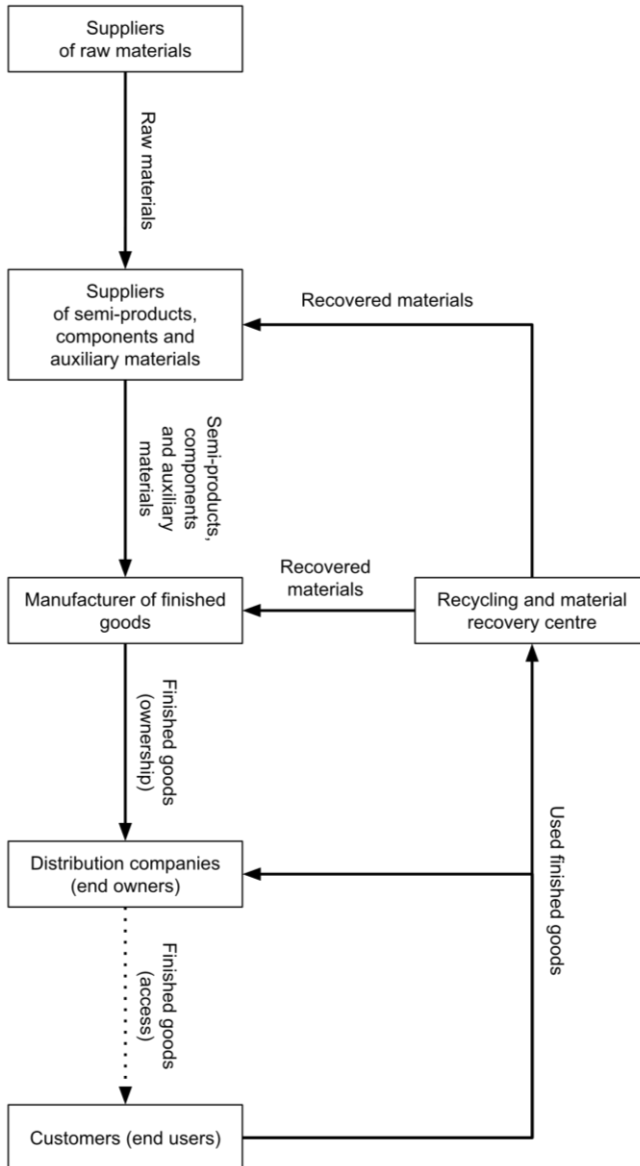 Suppliers
of raw materials
Raw materials
Suppliers
of semi-products,
components and
auxiliary materials
Recovered materials
Semi-products,
components
and auxiliary
materials
Recovered
materials
Manufacturer of finished
goods
Recycling and material
recovery centre
Finished goods
(ownership)
Distribution companies
(end owners)
Used finished goods
Finished goods
(access)
Customers (end users)